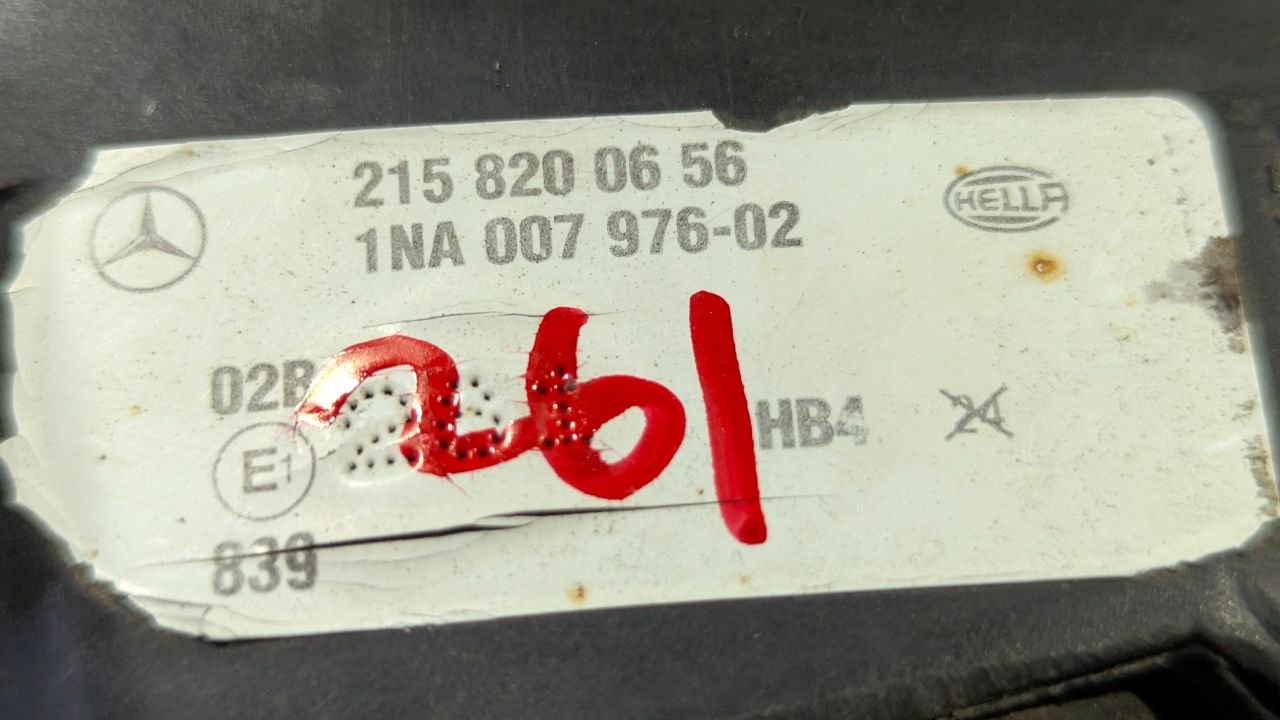 215 820 06 56
1NA 007 976-02
HELLA
02B
261
HB4
24
E1
839